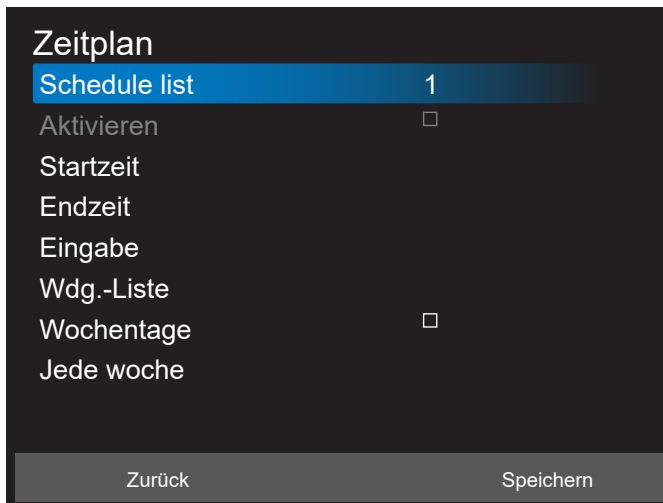 Zeitplan
Schedule list 1
Aktivieren
Startzeit
Endzeit
Eingabe
Wdg.-Liste
Wochentage
Jede woche
Zurück Speichern